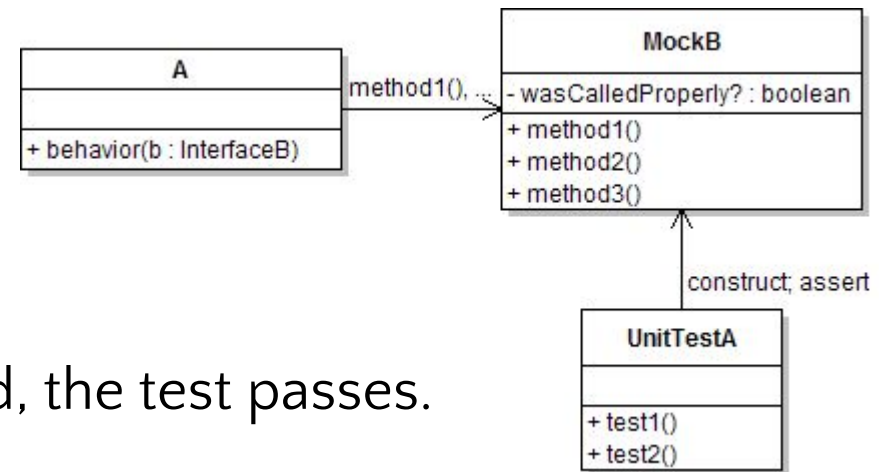 A
+ behavior(b : InterfaceB)
method1(), ...
MockB
- wasCalledProperly? : boolean
+ method1()
+ method2()
+ method3()
construct; assert
UnitTestA
+ test1()
+ test2()
, the test passes.